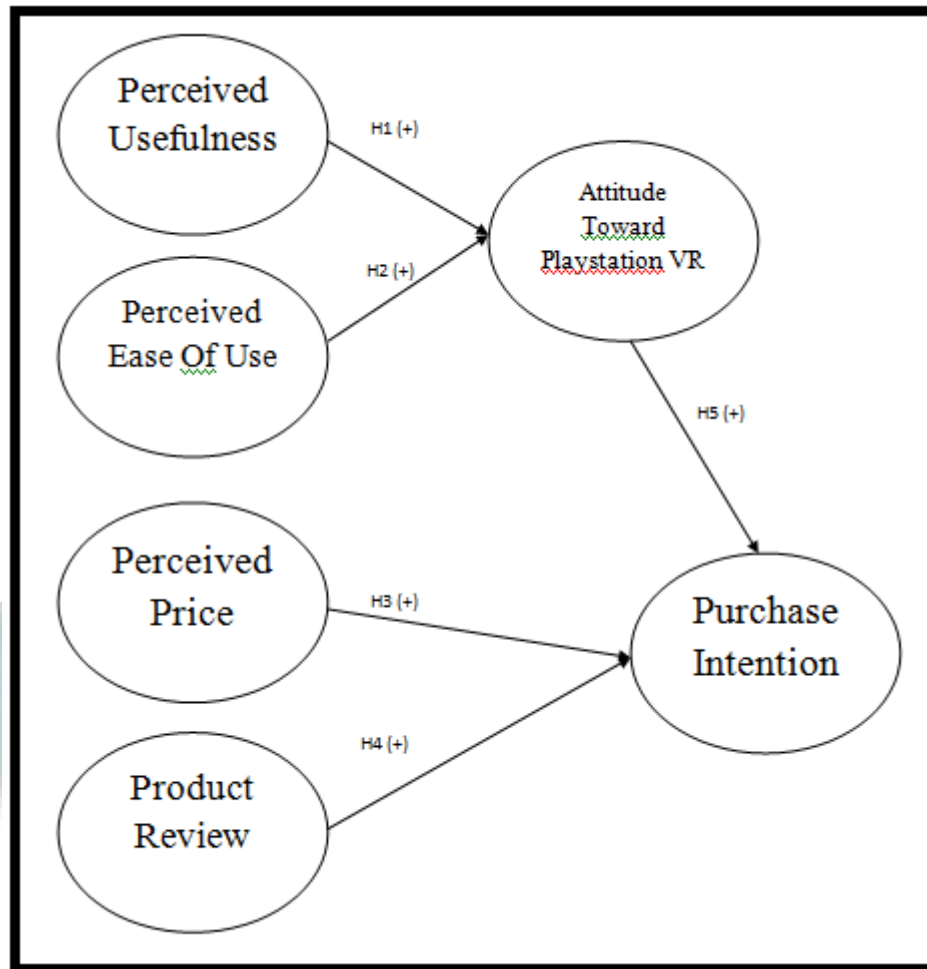 Perceived
Usefulness
H1 (+)
Attitude
Toward
Playstation VR
H2 (+)
Perceived
Ease Of Use
H5 (+)
Perceived
Price
H3 (+)
Purchase
Intention
H4 (+)
Product
Review